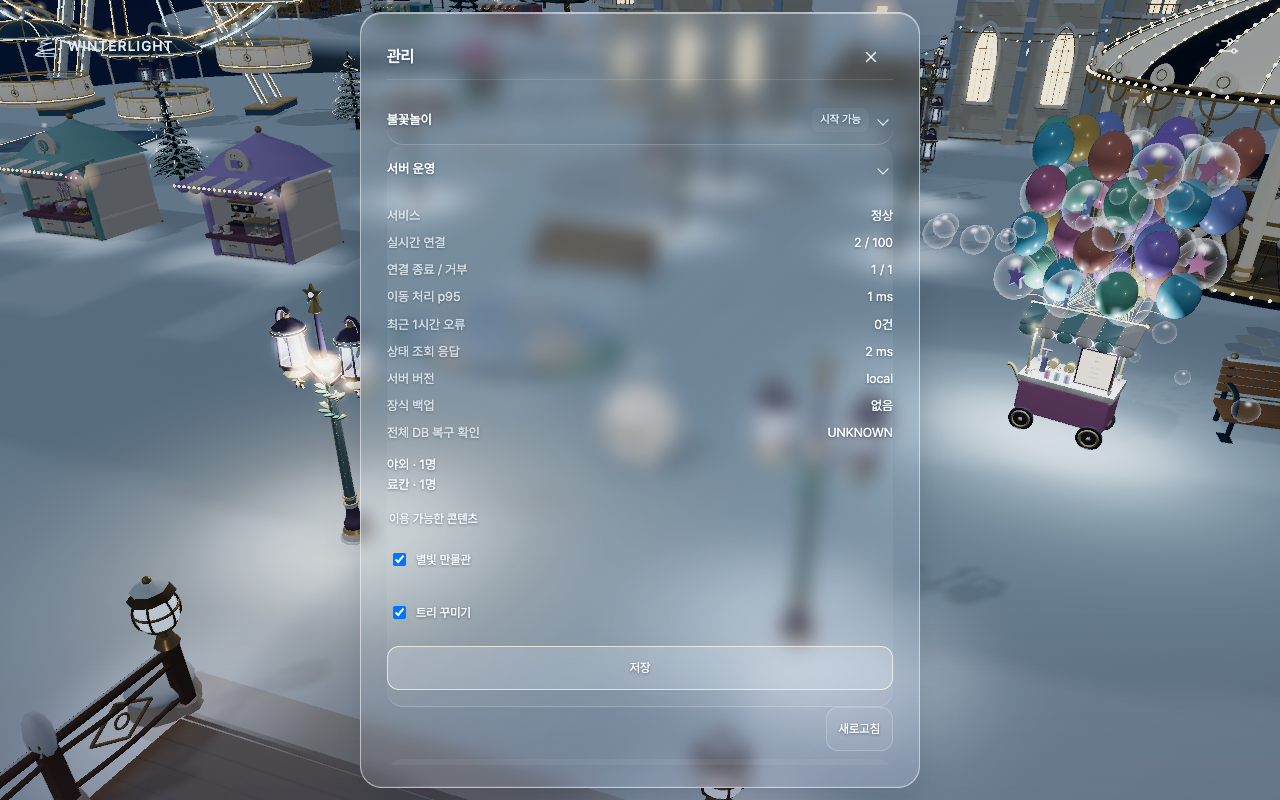 WINTERLIGHT
관리
불꽃놀이 시작 가능
서버 운영
서비스 정상
실시간 연결 2 / 100
연결 종료 / 거부 1 / 1
이동 처리 p95 1 ms
최근 1시간 오류 0건
상태 조회 응답 2 ms
서버 버전 local
장식 백업 없음
전체 DB 복구 확인 UNKNOWN
야외 · 1명
료칸 · 1명
이용 가능한 콘텐츠
별빛 만물관
트리 꾸미기
저장
새로고침